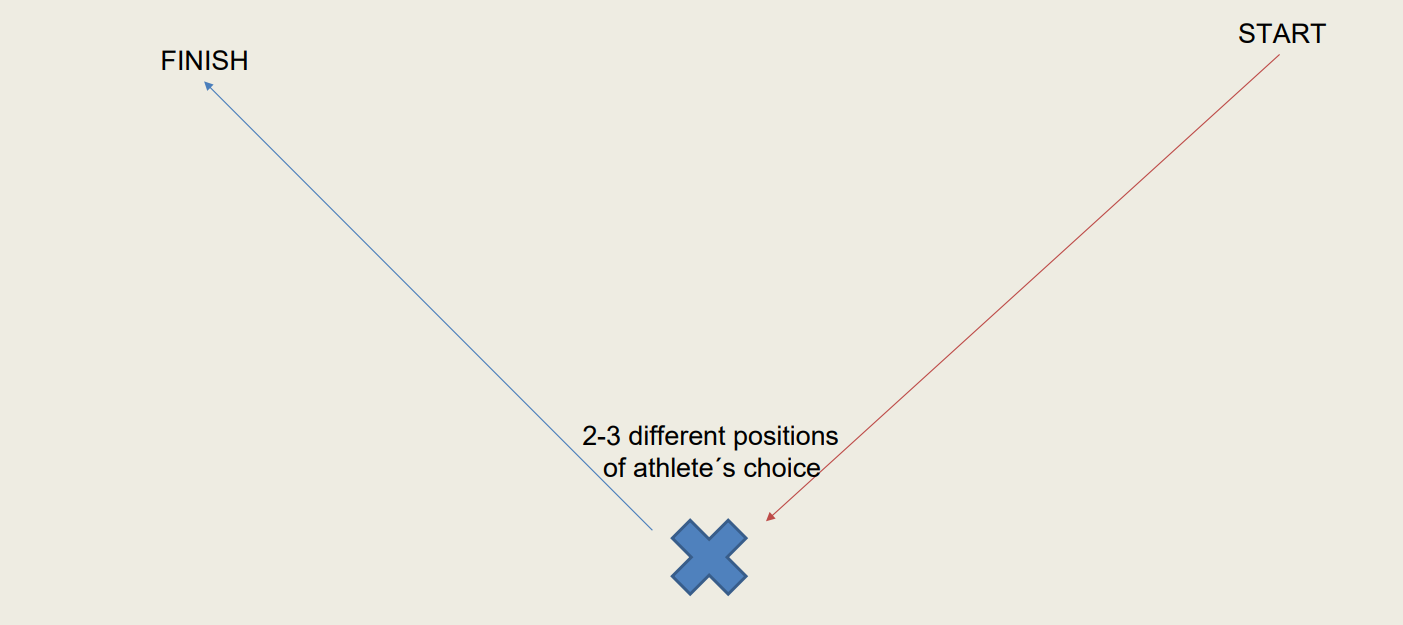 START
FINISH
2-3 different positions
of athlete´s choice